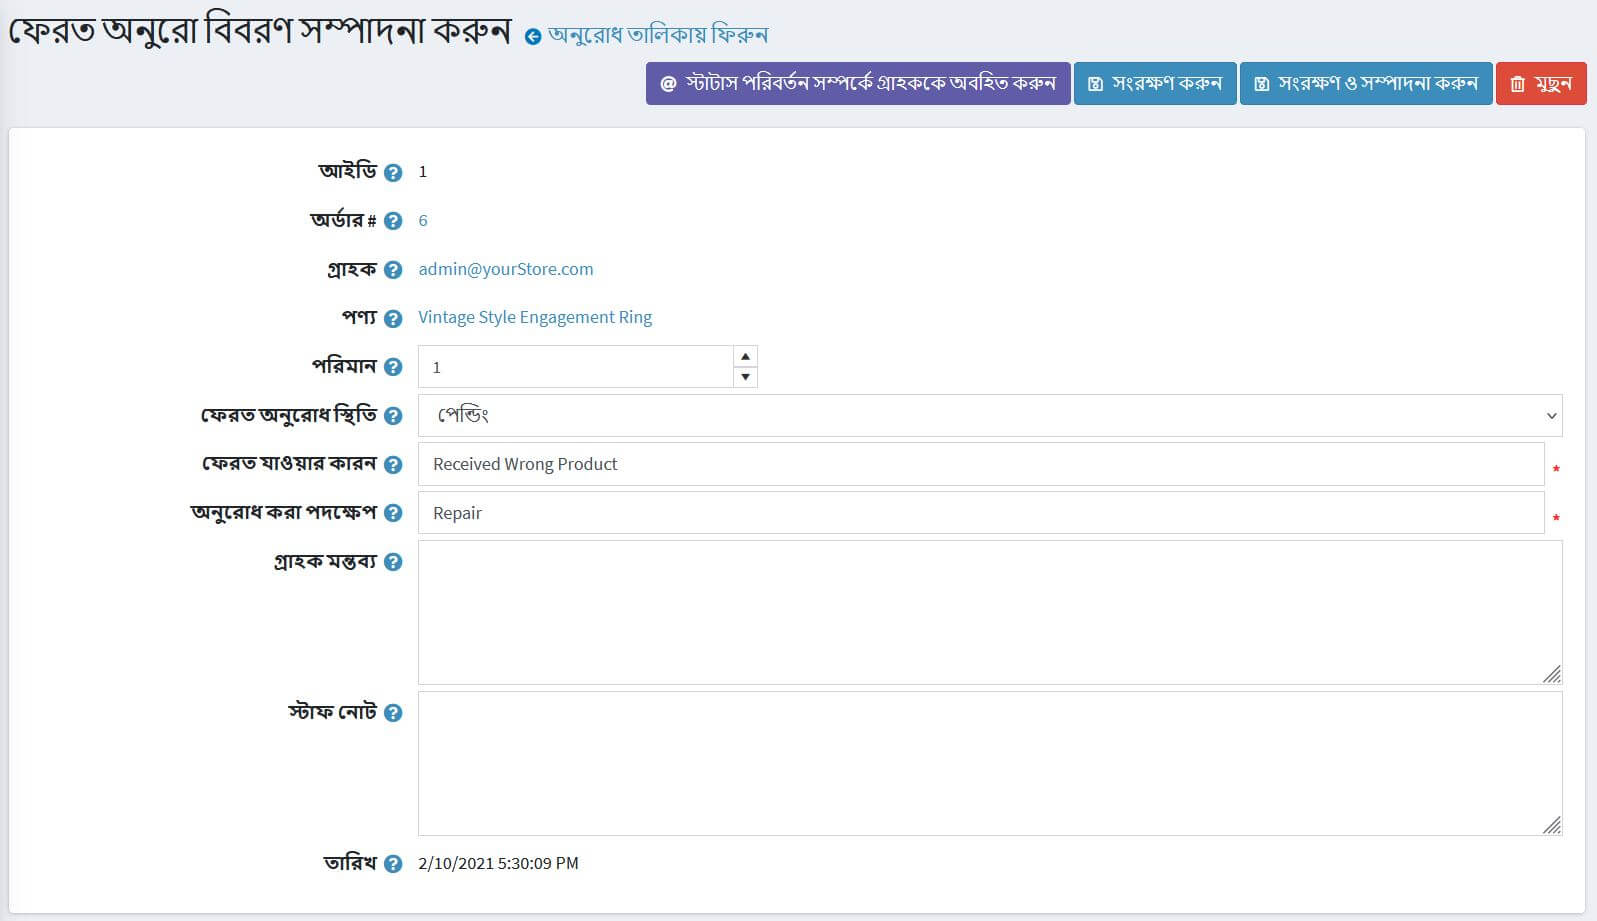 ফেরত অনুরো বিবরণ সম্পাদনা করুন অনুরোধ তালিকায় ফিরুন
@ স্টাটাস পরিবর্তন সম্পর্কে গ্রাহককে অবহিত করুন সংরক্ষণ করুন সংরক্ষণ ও সম্পাদনা করুন মুছুন
আইডি ? 1
অর্ডার # ? 6
গ্রাহক ? admin@yourStore.com
পণ্য ? Vintage Style Engagement Ring
পরিমান ? 1
ফেরত অনুরোধ স্থিতি ? পেন্ডিং
ফেরত যাওয়ার কারন ? Received Wrong Product *
অনুরোধ করা পদক্ষেপ ? Repair *
গ্রাহক মন্তব্য ?
স্টাফ নোট ?
তারিখ ? 2/10/2021 5:30:09 PM